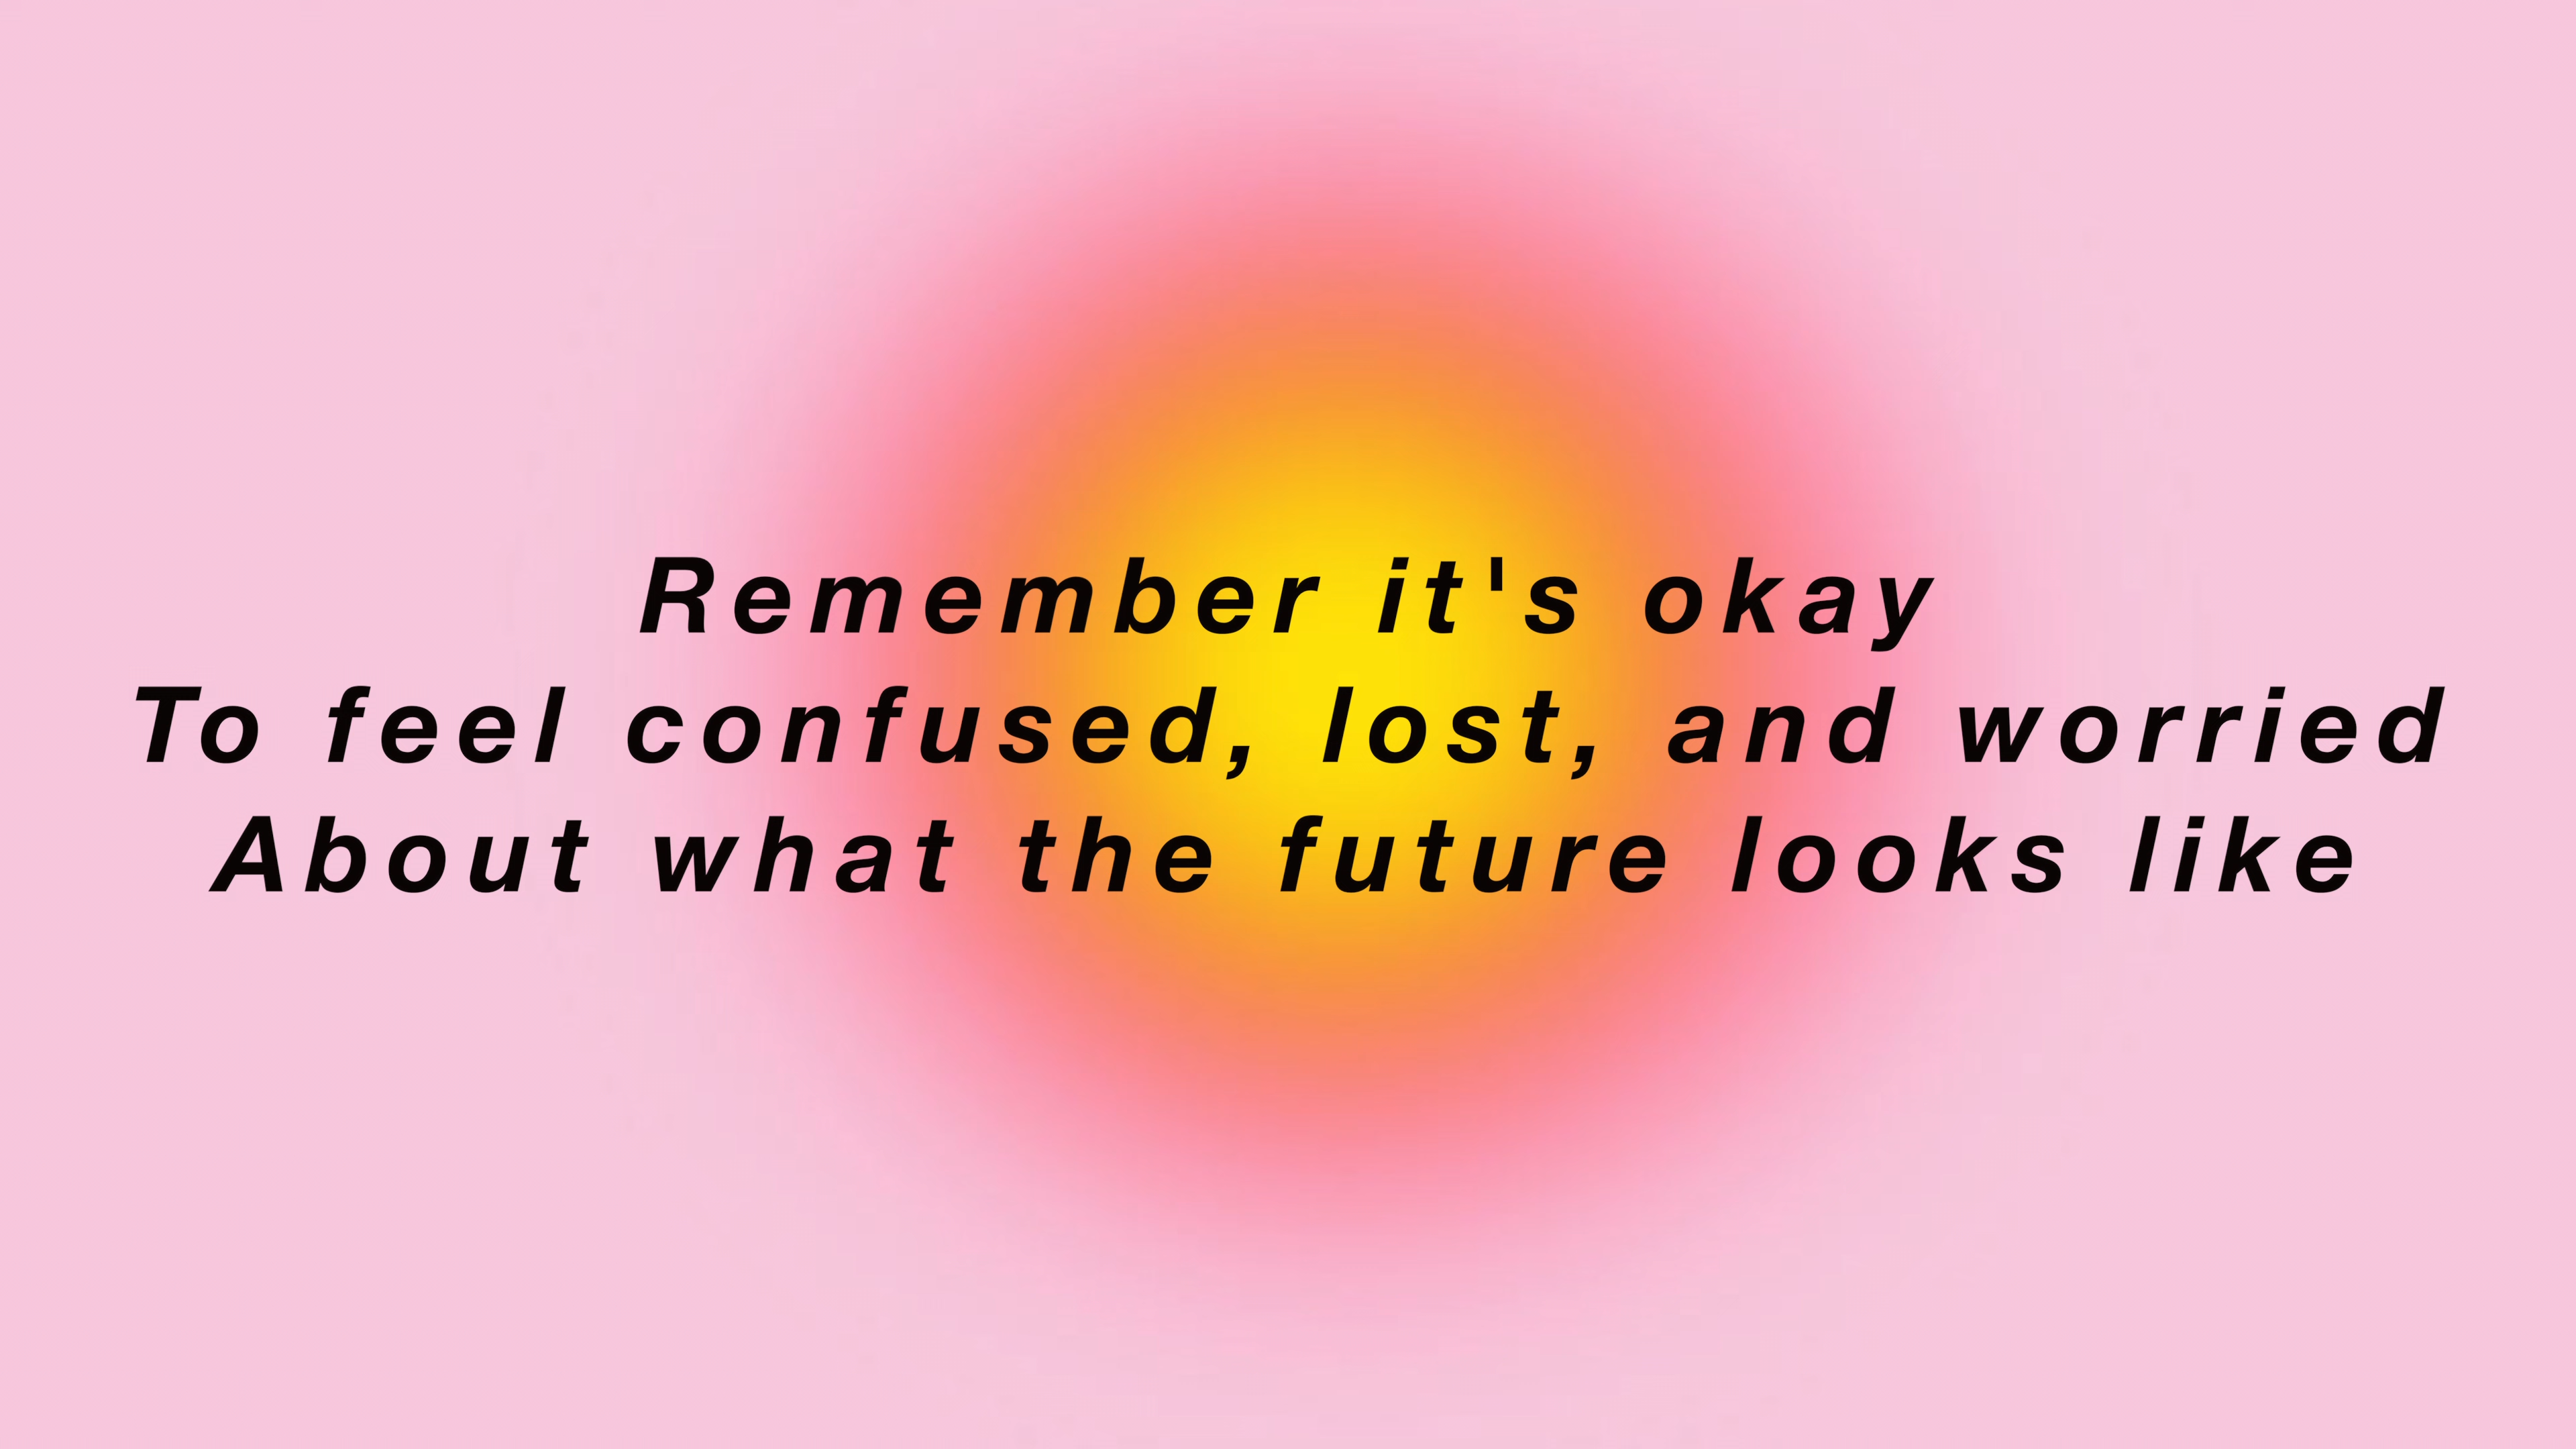 Remember it's okay
To feel confused, lost, and worried
About what the future looks like